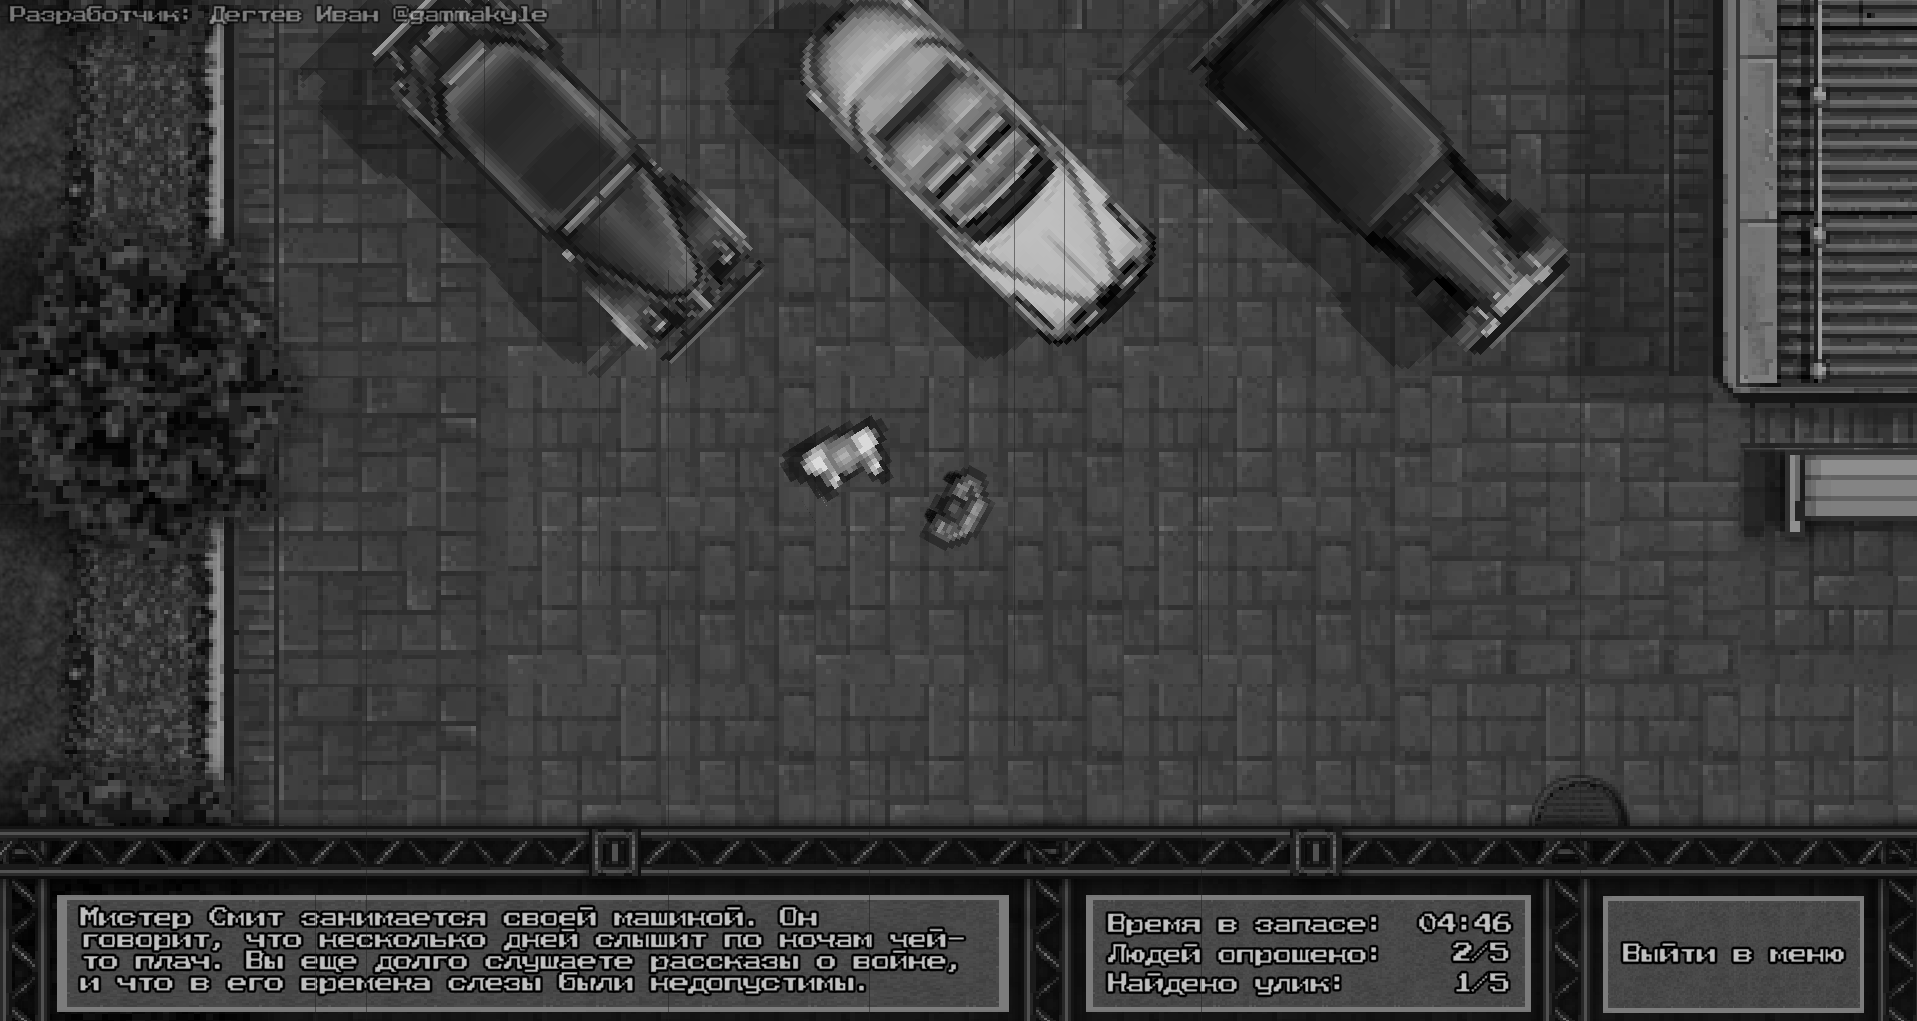 Разработчик: Дегтев Иван @gammakyle
Мистер Смит занимается своей машиной. Он
говорит, что несколько дней слышит по ночам чей-
то плач. Вы еще долго слушаете рассказы о войне,
и что в его времена слезы были недопустимы.
Время в запасе: 04:46
Людей опрошено: 2/5
Найдено улик: 1/5
Выйти в меню